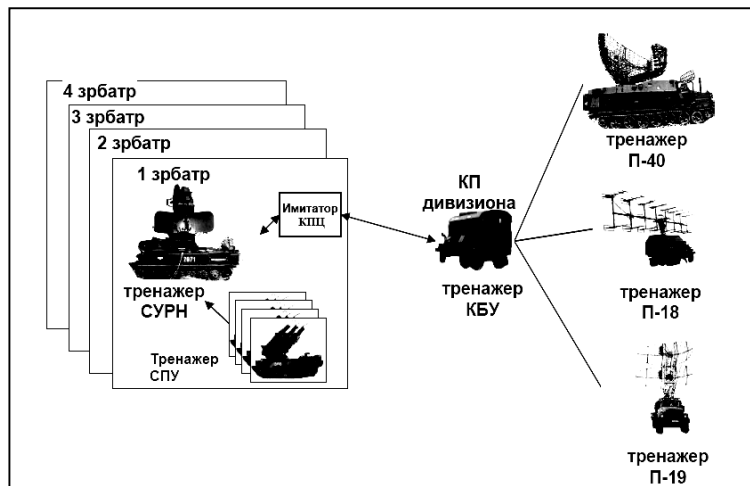 4 збатр
3 зрбатр
2 зрбатр
1 зрбатр
Имитатор
КПЦ
тренажер
СУРН
Тренажер
СПУ
КП
дивизиона
тренажер
КБУ
тренажер
П-40
тренажер
П-18
тренажер
П-19